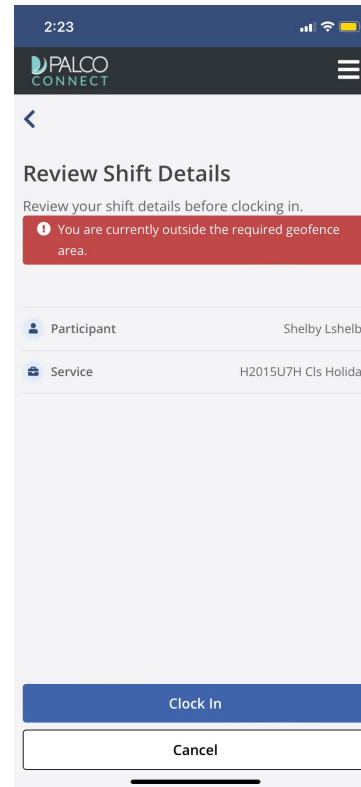 2:23
PALCO
CONNECT
Review Shift Details
Review your shift details before clocking in.
You are currently outside the required geofence
area.
Participant Shelby Lshelb
Service H2015U7H Cls Holida
Clock In
Cancel